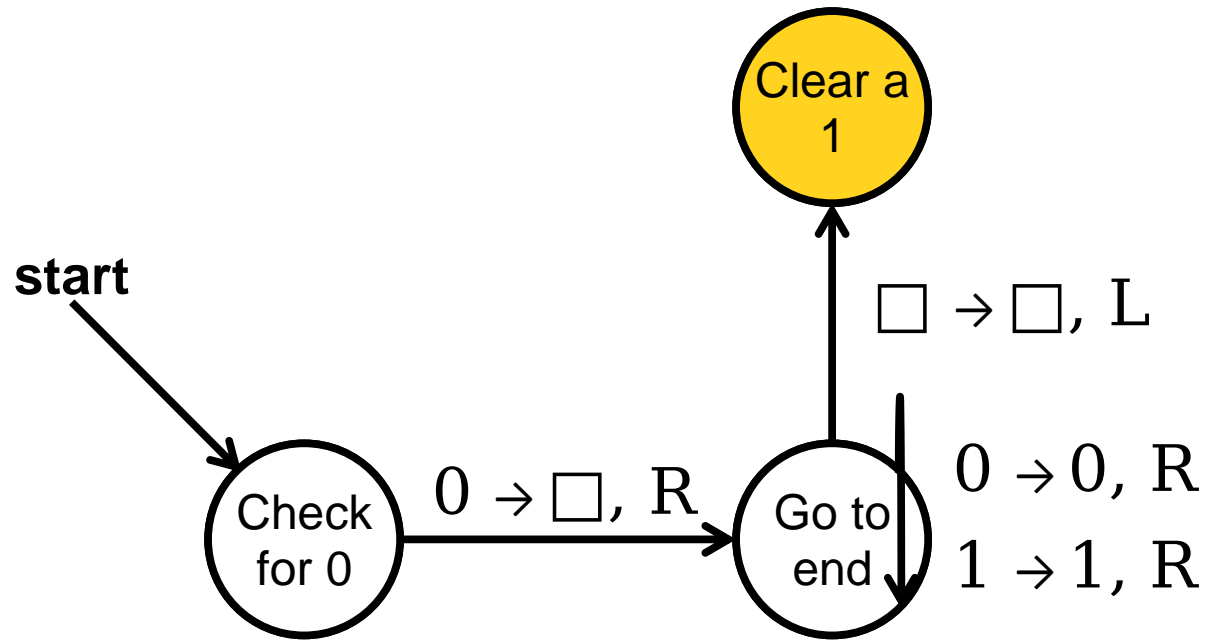 Clear a
1
start
□ → □, L
Check
for 0
0 → □, R
Go to
end
0 → 0, R
1 → 1, R